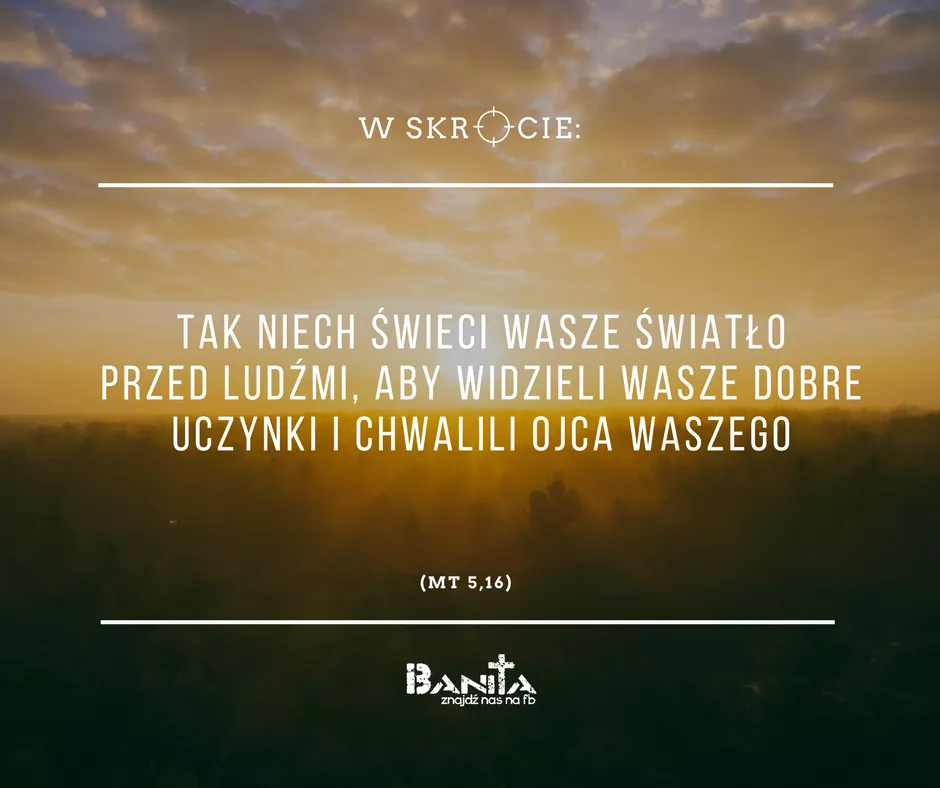 W SKRÓCIE:
TAK NIECH ŚWIECI WASZE ŚWIATŁO
PRZED LUDŹMI, ABY WIDZIELI WASZE DOBRE
UCZYNKI I CHWALILI OJCA WASZEGO
(MT 5,16)
BANITA
znajdź nas na fb